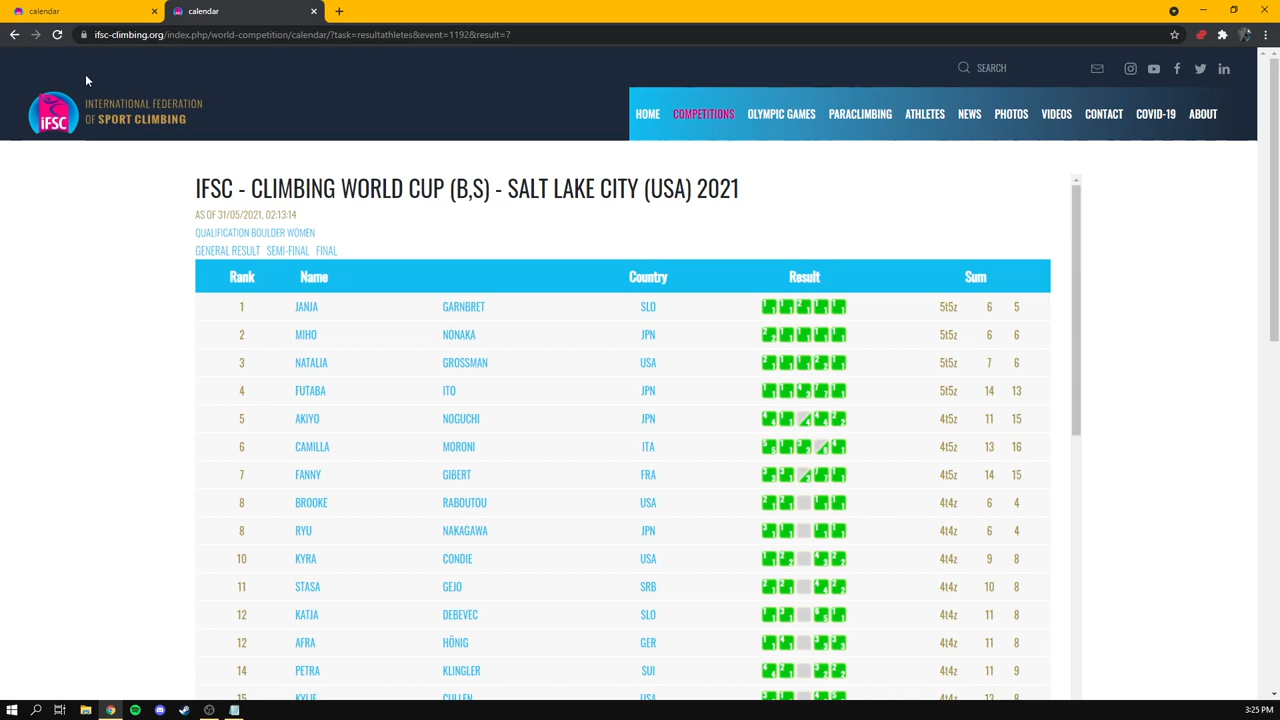 calendar
calendar
ifsc-climbing.org/index.php/world-competition/calendar/?task=resultathletes&event=1192&result=7
SEARCH
iFSC
INTERNATIONAL FEDERATION
OF SPORT CLIMBING
HOME COMPETITIONS OLYMPIC GAMES PARACLIMBING ATHLETES NEWS PHOTOS VIDEOS CONTACT COVID-19 ABOUT
IFSC - CLIMBING WORLD CUP (B,S) - SALT LAKE CITY (USA) 2021
AS OF 31/05/2021, 02:13:14
QUALIFICATION BOULDER WOMEN
GENERAL RESULT SEMI-FINAL FINAL
Rank Name Country Result Sum
1 JANJA GARNBRET SLO 5t5z 6 5
2 MIHO NONAKA JPN 5t5z 6 6
3 NATALIA GROSSMAN USA 5t5z 7 6
4 FUTABA ITO JPN 5t5z 14 13
5 AKIYO NOGUCHI JPN 4t5z 11 15
6 CAMILLA MORONI ITA 4t5z 13 16
7 FANNY GIBERT FRA 4t5z 14 15
8 BROOKE RABOUTOU USA 4t4z 6 4
8 RYU NAKAGAWA JPN 4t4z 6 4
10 KYRA CONDIE USA 4t4z 9 8
11 STASA GEJO SRB 4t4z 10 8
12 KATJA DEBEVEC SLO 4t4z 11 8
12 AFRA HÖNIG GER 4t4z 11 8
14 PETRA KLINGLER SUI 4t4z 11 9
15 KYLIE CULLEN USA 4t4z 13 8
3:25 PM